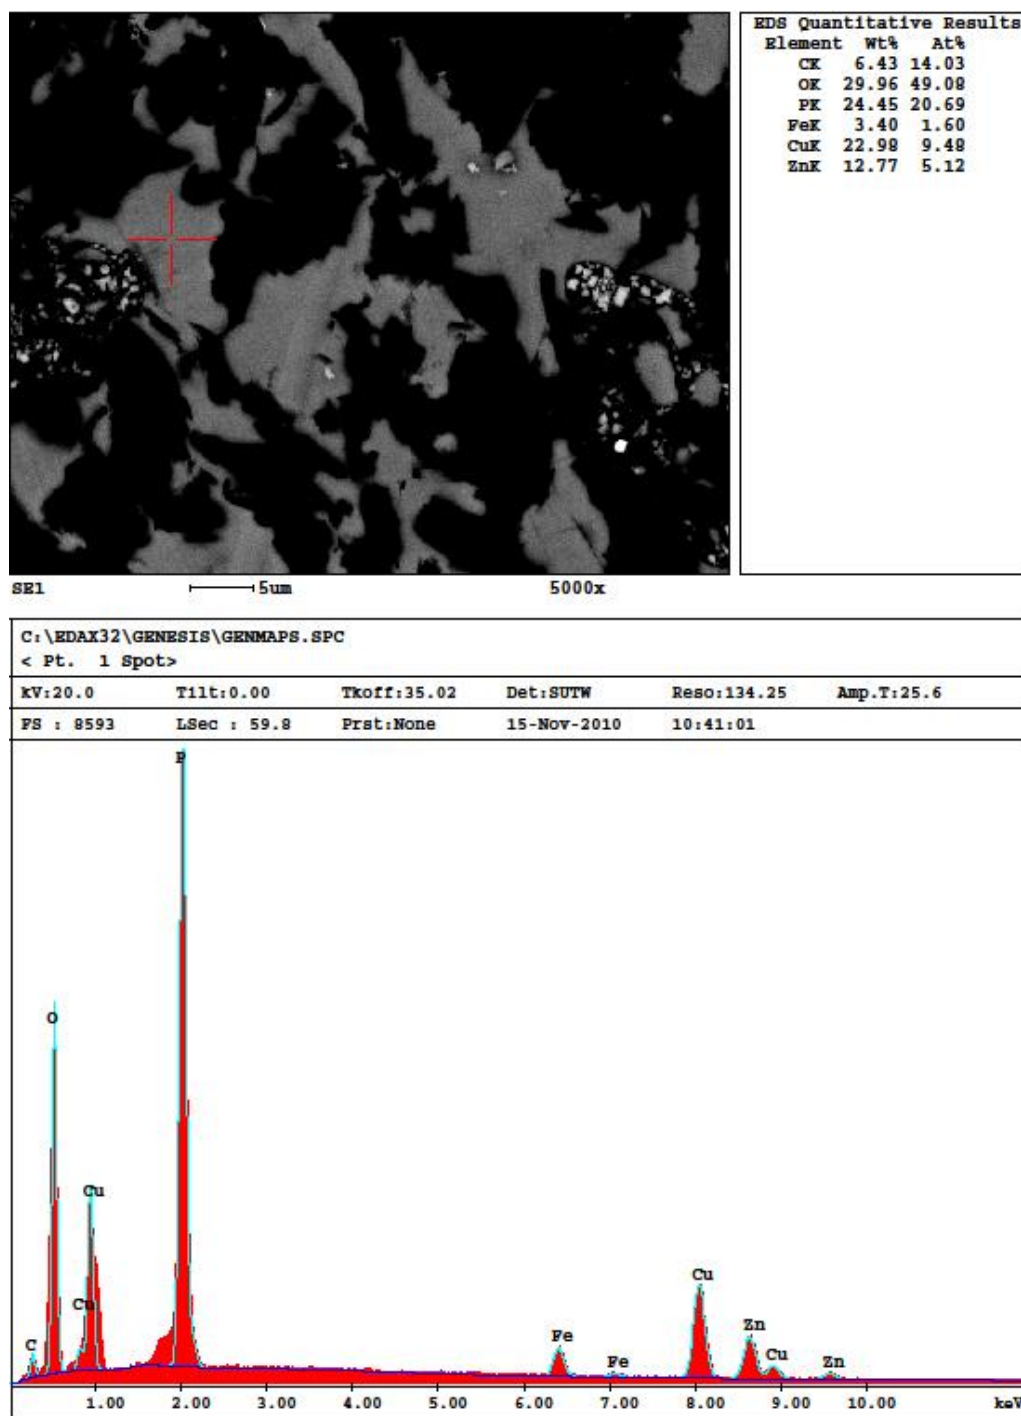 EDS Quantitative Results
Element Wt% At%
CK 6.43 14.03
OK 29.96 49.08
PK 24.45 20.69
FeK 3.40 1.60
CuK 22.98 9.48
ZnK 12.77 5.12
SE1 5um 5000x
C:\EDAX32\GENESIS\GENMAPS.SPC
< Pt. 1 Spot>
kV:20.0 Tilt:0.00 Tkoff:35.02 Det:SUTW Reso:134.25 Amp.T:25.6
FS : 8593 LSec : 59.8 Prst:None 15-Nov-2010 10:41:01
P
O
Cu
Cu
C
Cu
Zn
Fe
Cu
Fe
Zn
1.00 2.00 3.00 4.00 5.00 6.00 7.00 8.00 9.00 10.00 keV